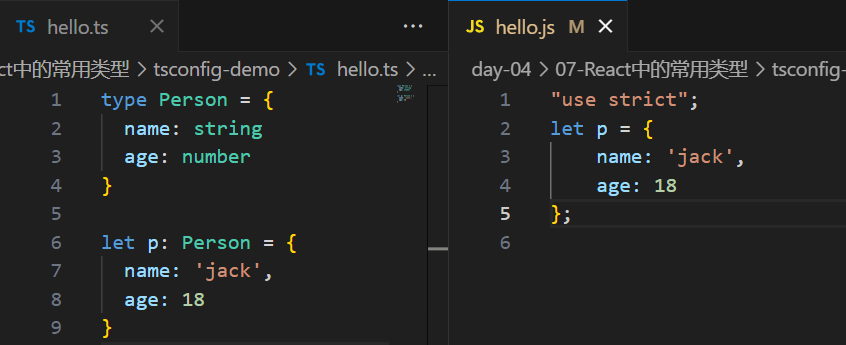 TS hello.ts
ct中的常用类型 > tsconfig-demo > TS hello.ts > ...
1 type Person = {
2 name: string
3 age: number
4 }
5
6 let p: Person = {
7 name: 'jack',
8 age: 18
9 }
JS hello.js M
day-04 > 07-React中的常用类型 > tsconfig-
1 "use strict";
2 let p = {
3 name: 'jack',
4 age: 18
5 };
6